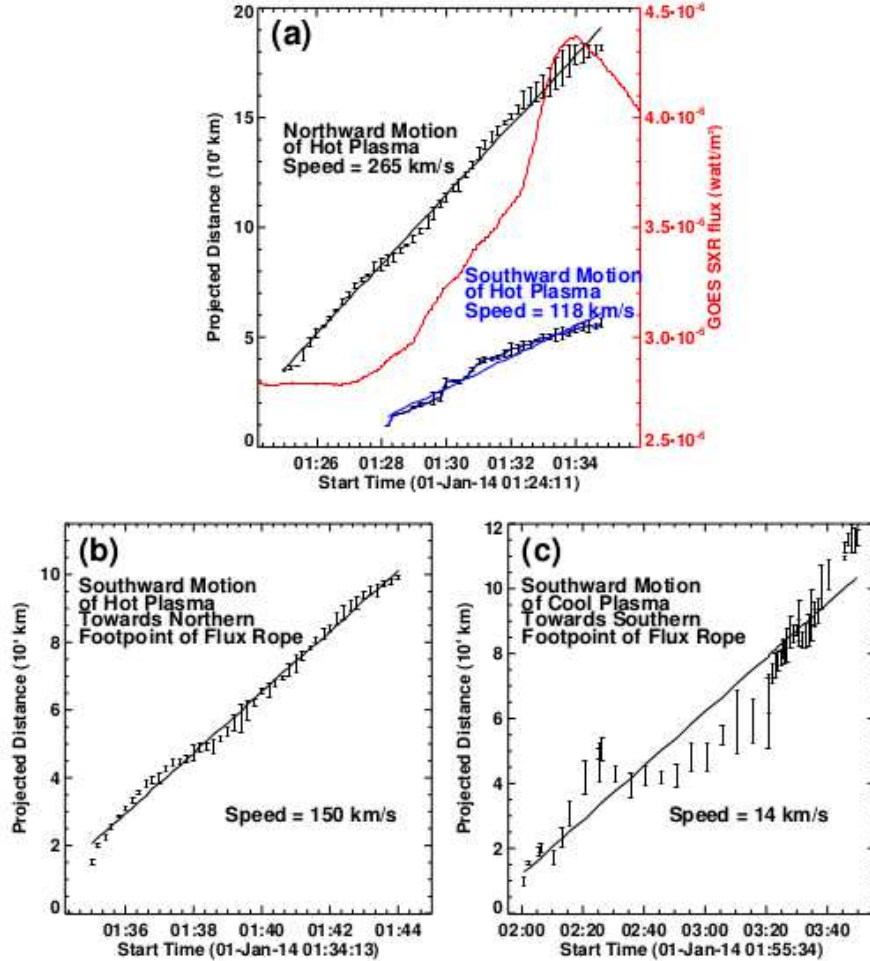 (a)
20
15
10
5
0
Projected Distance (10⁴ km)
Northward Motion
of Hot Plasma
Speed = 265 km/s
Southward Motion
of Hot Plasma
Speed = 118 km/s
4.5•10⁻⁶
4.0•10⁻⁶
3.5•10⁻⁶
3.0•10⁻⁶
2.5•10⁻⁶
GOES SXR flux (watt/m²)
01:26 01:28 01:30 01:32 01:34
Start Time (01-Jan-14 01:24:11)
(b)
10
8
6
4
2
0
Projected Distance (10⁴ km)
Southward Motion
of Hot Plasma
Towards Northern
Footpoint of Flux Rope
Speed = 150 km/s
01:36 01:38 01:40 01:42 01:44
Start Time (01-Jan-14 01:34:13)
(c)
12
10
8
6
4
2
0
Projected Distance (10⁴ km)
Southward Motion
of Cool Plasma
Towards Southern
Footpoint of Flux Rope
Speed = 14 km/s
02:00 02:20 02:40 03:00 03:20 03:40
Start Time (01-Jan-14 01:55:34)